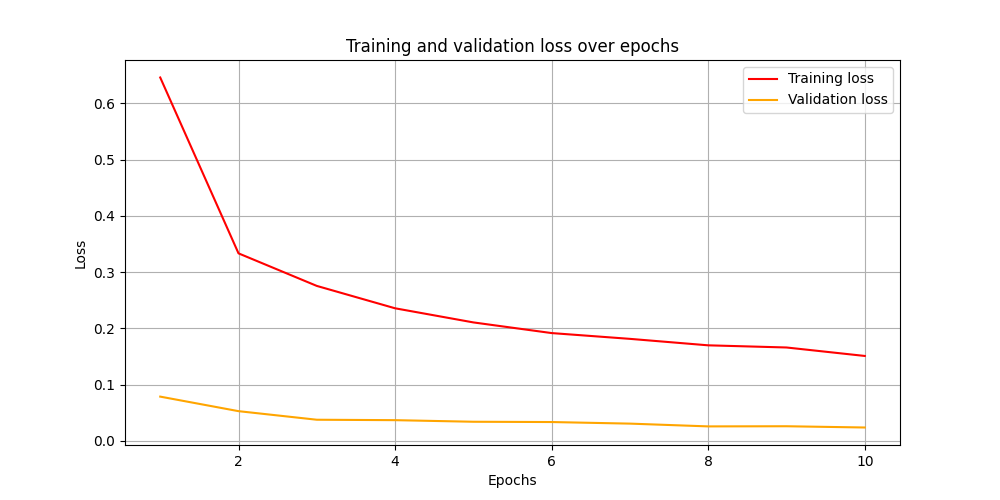 Training and validation loss over epochs
Training loss
Validation loss
Loss
0.6
0.5
0.4
0.3
0.2
0.1
0.0
2
4
6
8
10
Epochs